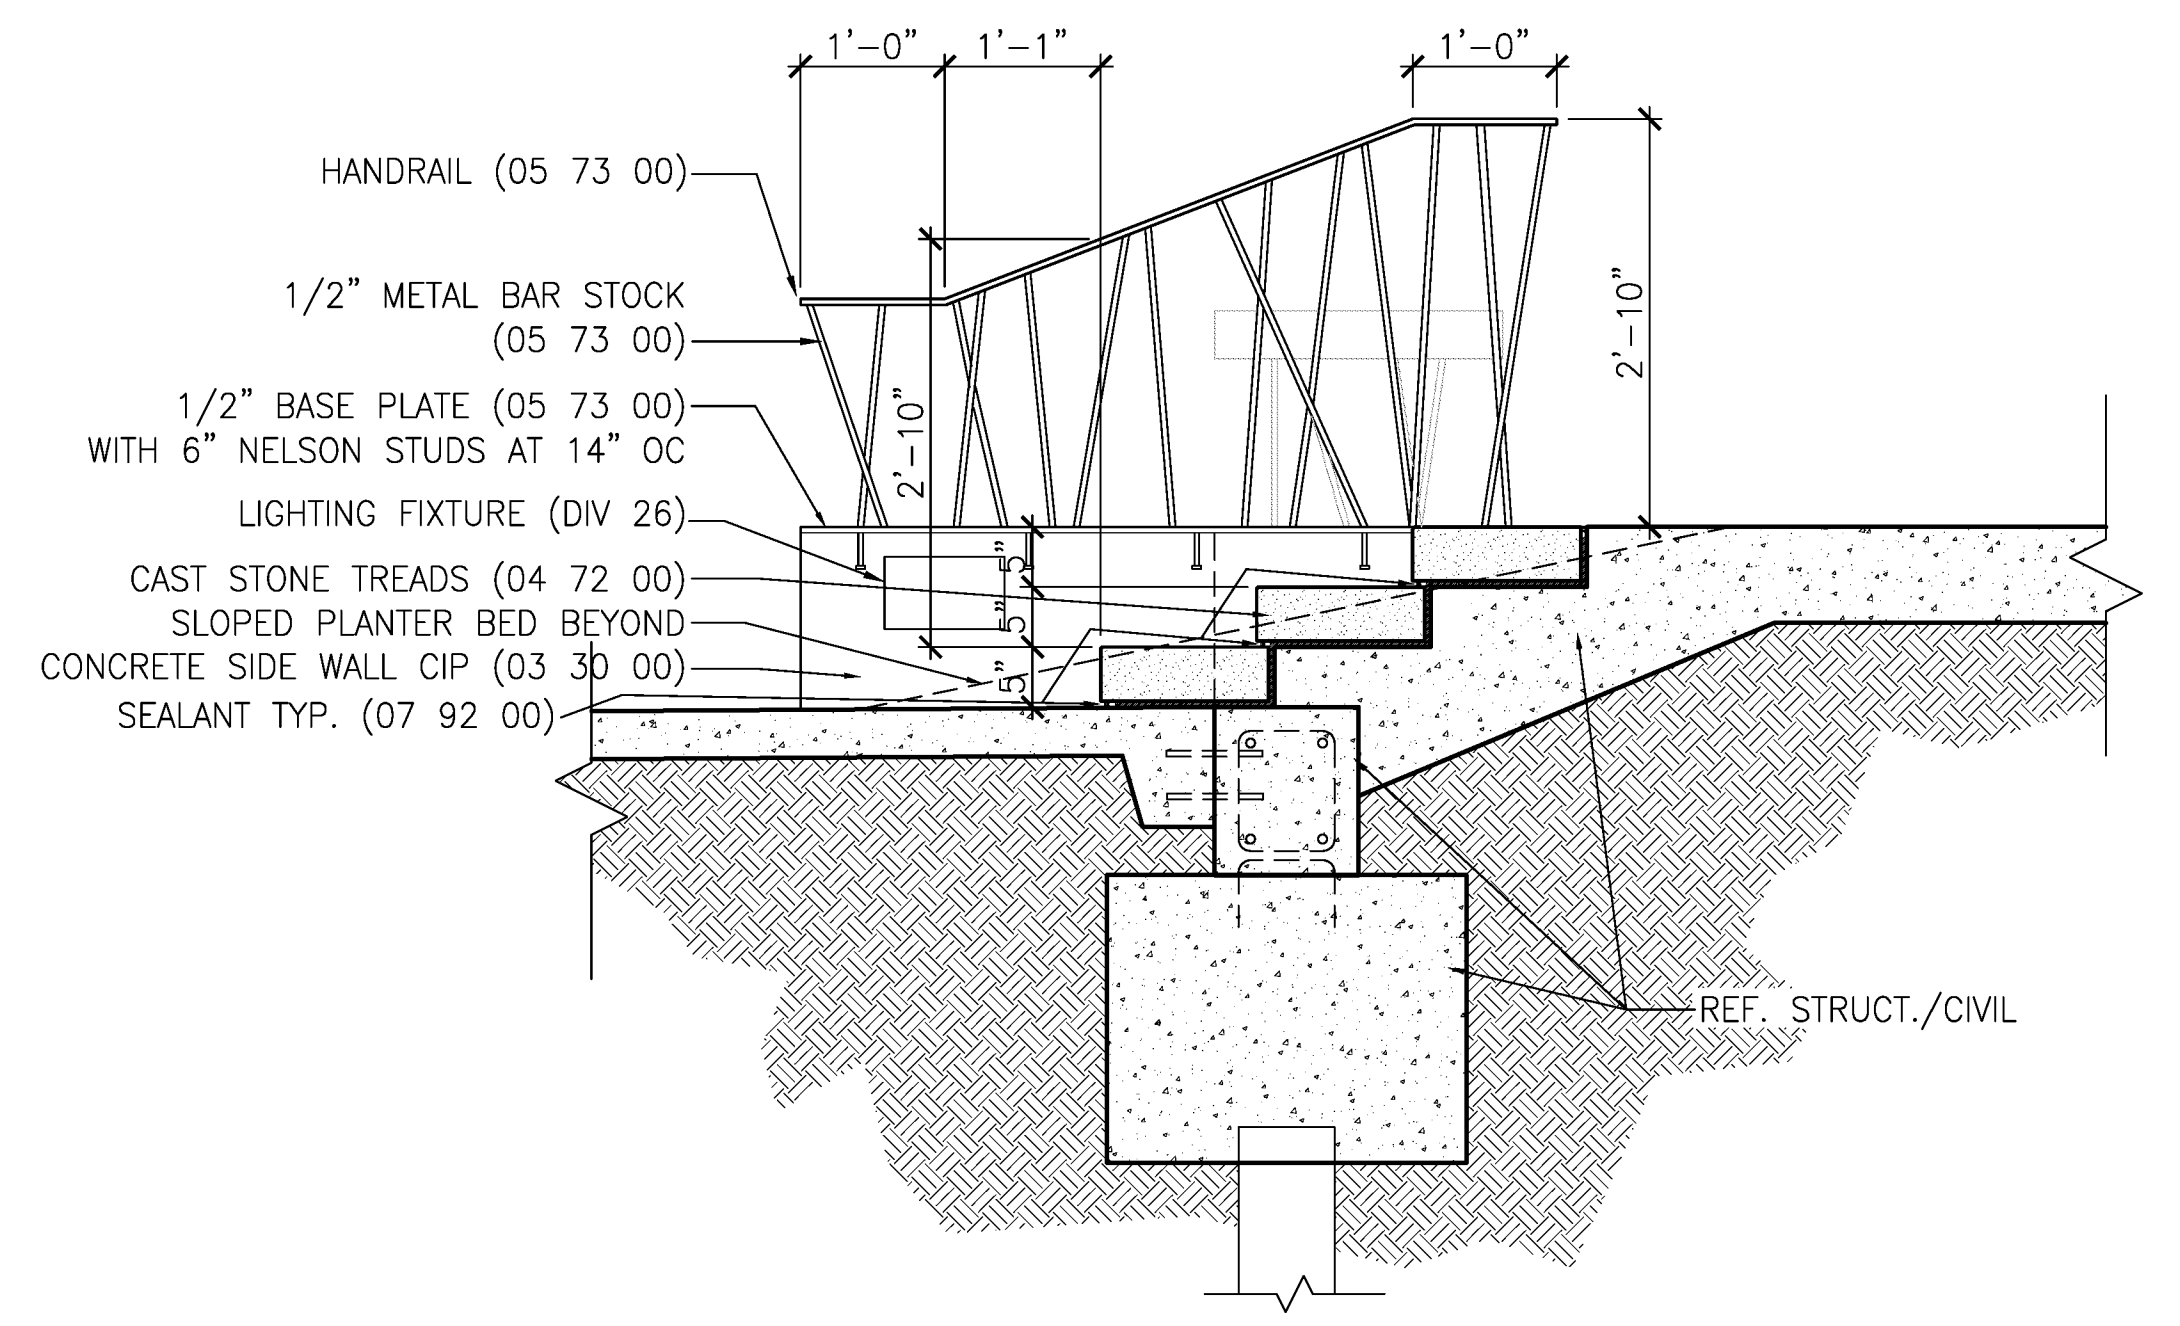 1'-0" 1'-1" 1'-0"
HANDRAIL (05 73 00)
1/2" METAL BAR STOCK
(05 73 00)
2'-10"
1/2" BASE PLATE (05 73 00)
WITH 6" NELSON STUDS AT 14" OC
2'-10"
LIGHTING FIXTURE (DIV 26)
5"
CAST STONE TREADS (04 72 00)
5"
SLOPED PLANTER BED BEYOND
CONCRETE SIDE WALL CIP (03 30 00)
5"
SEALANT TYP. (07 92 00)
REF. STRUCT./CIVIL